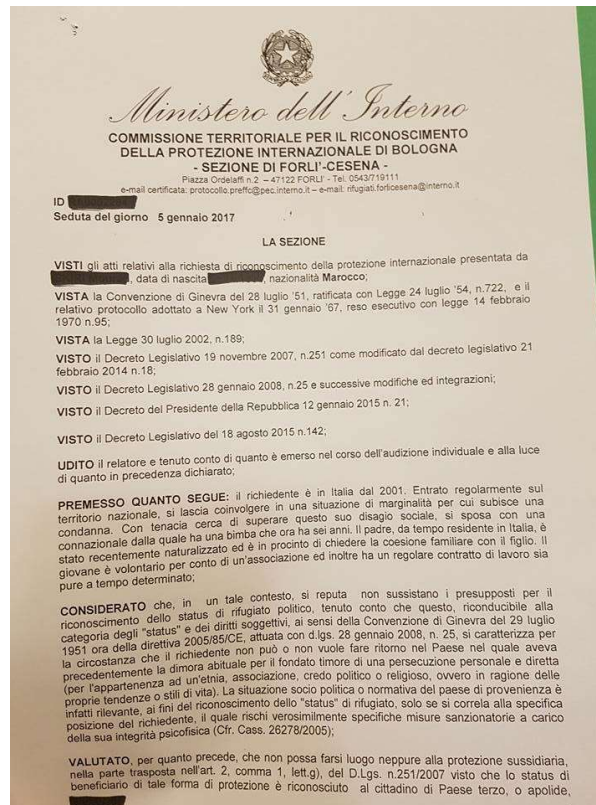 Ministero dell'Interno
COMMISSIONE TERRITORIALE PER IL RICONOSCIMENTO
DELLA PROTEZIONE INTERNAZIONALE DI BOLOGNA
- SEZIONE DI FORLI'-CESENA -
Piazza Ordelaffi n.2 – 47122 FORLI' - Tel. 0543/719111
e-mail certificata: protocollo.preffc@pec.interno.it – e-mail: rifugiati.forlicesena@interno.it
ID
Seduta del giorno 5 gennaio 2017
LA SEZIONE
VISTI gli atti relativi alla richiesta di riconoscimento della protezione internazionale presentata da
, data di nascita , nazionalità Marocco;
VISTA la Convenzione di Ginevra del 28 luglio '51, ratificata con Legge 24 luglio '54, n.722, e il
relativo protocollo adottato a New York il 31 gennaio '67, reso esecutivo con legge 14 febbraio
1970 n.95;
VISTA la Legge 30 luglio 2002, n.189;
VISTO il Decreto Legislativo 19 novembre 2007, n.251 come modificato dal decreto legislativo 21
febbraio 2014 n.18;
VISTO il Decreto Legislativo 28 gennaio 2008, n.25 e successive modifiche ed integrazioni;
VISTO il Decreto del Presidente della Repubblica 12 gennaio 2015 n. 21;
VISTO il Decreto Legislativo del 18 agosto 2015 n.142;
UDITO il relatore e tenuto conto di quanto è emerso nel corso dell'audizione individuale e alla luce
di quanto in precedenza dichiarato;
PREMESSO QUANTO SEGUE: il richiedente è in Italia dal 2001. Entrato regolarmente sul
territorio nazionale, si lascia coinvolgere in una situazione di marginalità per cui subisce una
condanna. Con tenacia cerca di superare questo suo disagio sociale, si sposa con una
connazionale dalla quale ha una bimba che ora ha sei anni. Il padre, da tempo residente in Italia, è
stato recentemente naturalizzato ed è in procinto di chiedere la coesione familiare con il figlio. Il
giovane è volontario per conto di un'associazione ed inoltre ha un regolare contratto di lavoro sia
pure a tempo determinato;
CONSIDERATO che, in un tale contesto, si reputa non sussistano i presupposti per il
riconoscimento dello status di rifugiato politico, tenuto conto che questo, riconducibile alla
categoria degli "status" e dei diritti soggettivi, ai sensi della Convenzione di Ginevra del 29 luglio
1951 ora della direttiva 2005/85/CE, attuata con d.lgs. 28 gennaio 2008, n. 25, si caratterizza per
la circostanza che il richiedente non può o non vuole fare ritorno nel Paese nel quale aveva
precedentemente la dimora abituale per il fondato timore di una persecuzione personale e diretta
(per l'appartenenza ad un'etnia, associazione, credo politico o religioso, ovvero in ragione delle
proprie tendenze o stili di vita). La situazione socio politica o normativa del paese di provenienza è
infatti rilevante, ai fini del riconoscimento dello "status" di rifugiato, solo se si correla alla specifica
posizione del richiedente, il quale rischi verosimilmente specifiche misure sanzionatorie a carico
della sua integrità psicofisica (Cfr. Cass. 26278/2005);
VALUTATO, per quanto precede, che non possa farsi luogo neppure alla protezione sussidiaria,
nella parte trasposta nell'art. 2, comma 1, lett.g), del D.Lgs. n.251/2007 visto che lo status di
beneficiario di tale forma di protezione è riconosciuto al cittadino di Paese terzo, o apolide,